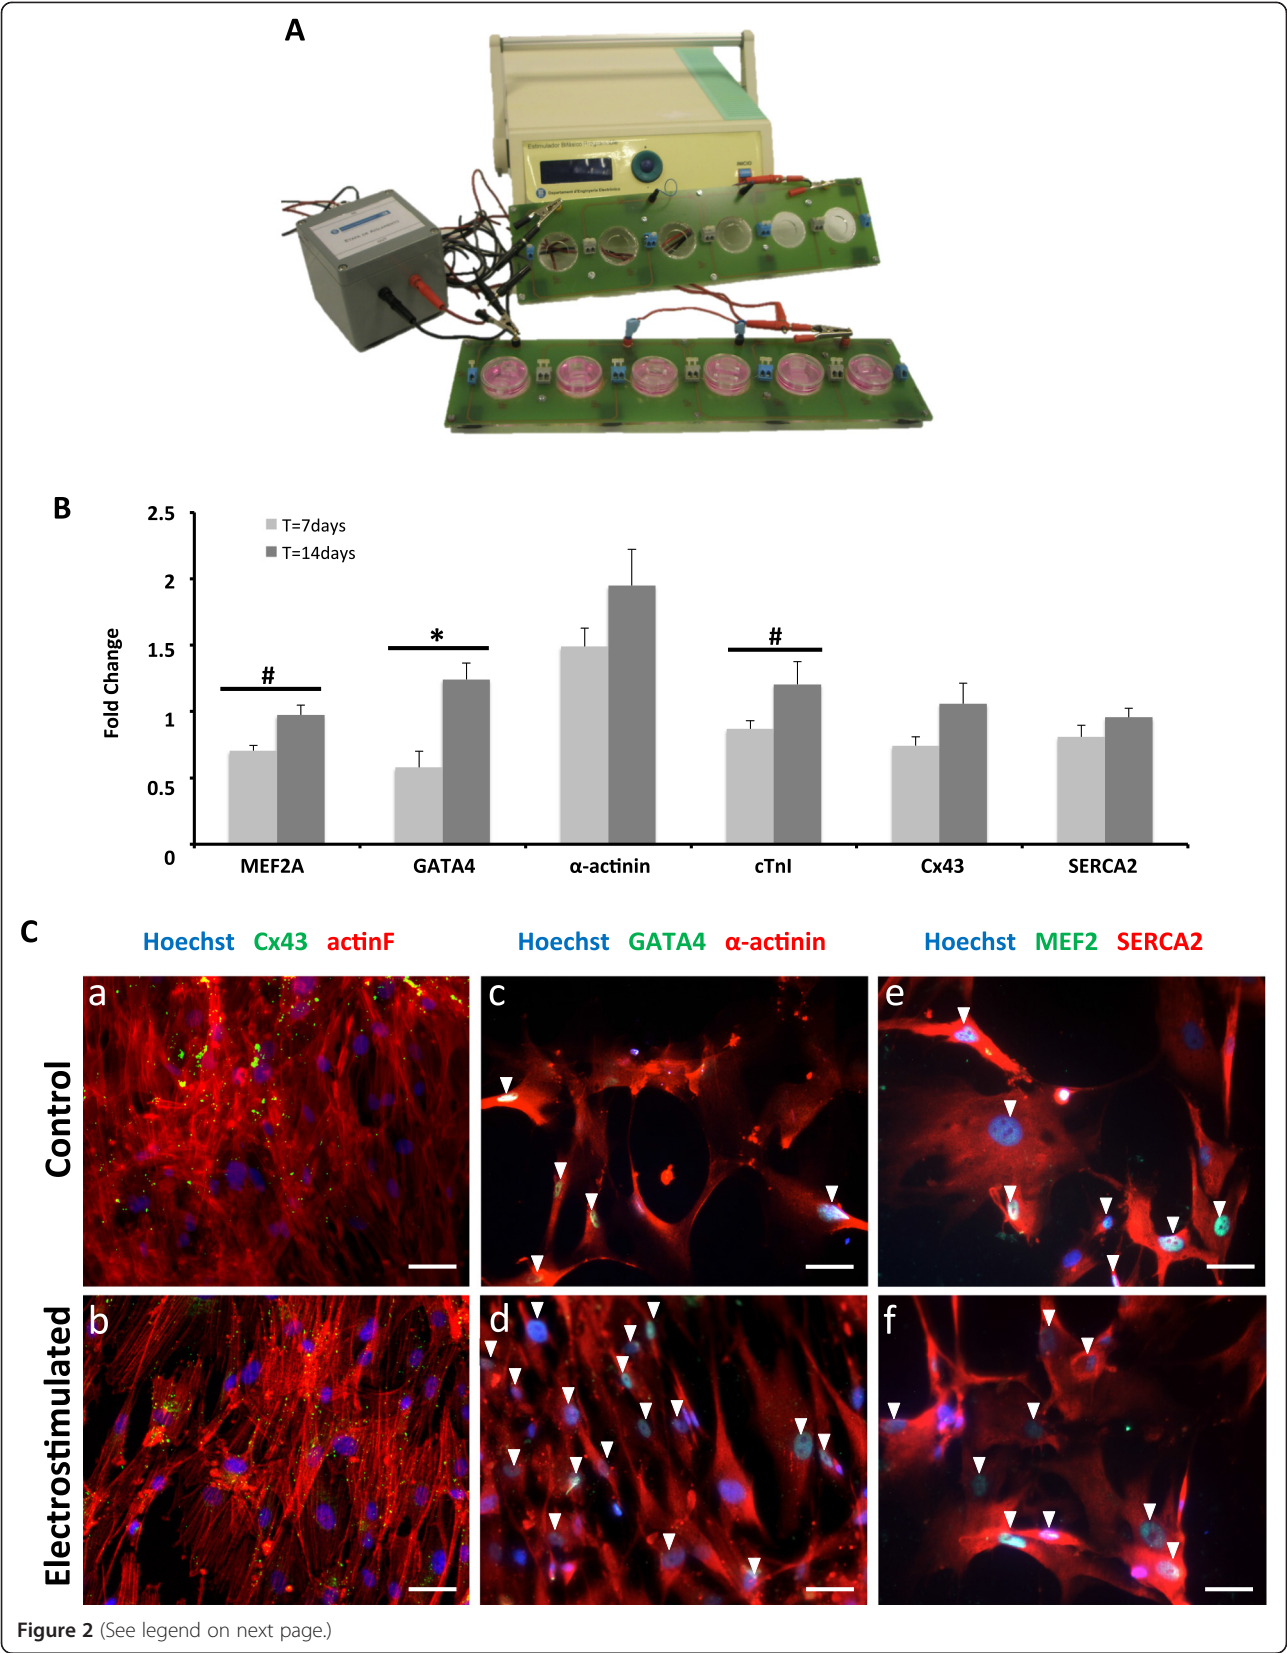 A
Estimulador Bifásico Programable
INICIO
Departament d'Enginyeria Electrònica
B
2.5
2
1.5
1
0.5
0
Fold Change
T=7days
T=14days
#
*
#
MEF2A GATA4 α-actinin cTnI Cx43 SERCA2
C
Hoechst Cx43 actinF Hoechst GATA4 α-actinin Hoechst MEF2 SERCA2
Control
a c e
Electrostimulated
b d f
Figure 2 (See legend on next page.)